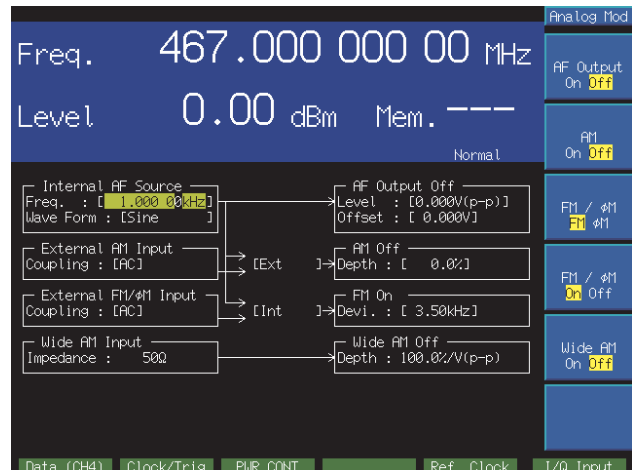 Analog Mod
Freq. 467.000 000 00 MHz
Level 0.00 dBm Mem. ---
Normal
AF Output
On Off
AM
On Off
FM / φM
FM φM
FM / φM
On Off
Wide AM
On Off
Internal AF Source
Freq. : [ 1.000 00kHz]
Wave Form : [Sine ]
AF Output Off
Level : [0.000V(p-p)]
Offset : [ 0.000V]
External AM Input
Coupling : [AC]
[Ext ]
AM Off
Depth : [ 0.0%]
External FM/φM Input
Coupling : [AC]
[Int ]
FM On
Devi. : [ 3.50kHz]
Wide AM Input
Impedance : 50Ω
Wide AM Off
Depth : 100.0%/V(p-p)
Data (CH4) Clock/Trig PWR CONT Ref. Clock I/Q Input